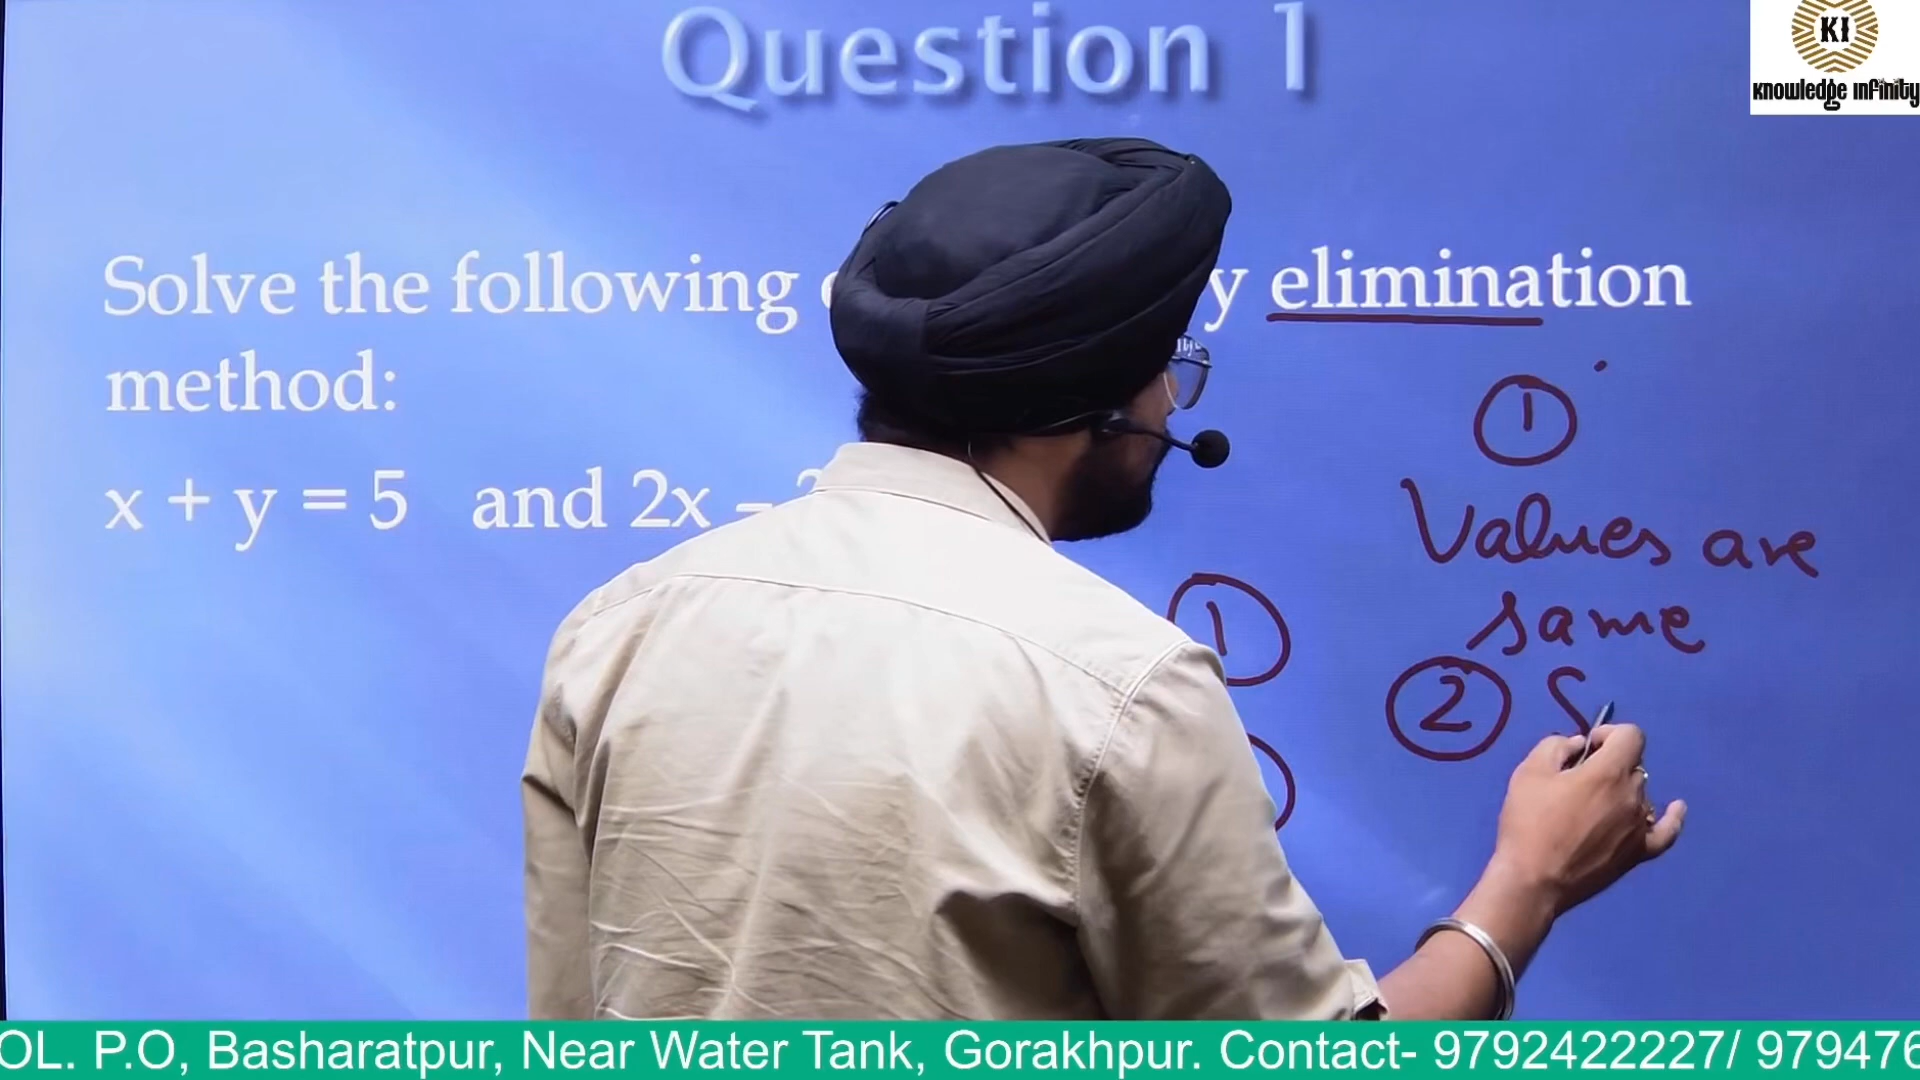 Question 1
KI
Knowledge Infinity
Solve the following y elimination
method:
x + y = 5 and 2x –
1
Values are
same
1
2 S
OL. P.O, Basharatpur, Near Water Tank, Gorakhpur. Contact- 9792422227/ 979476